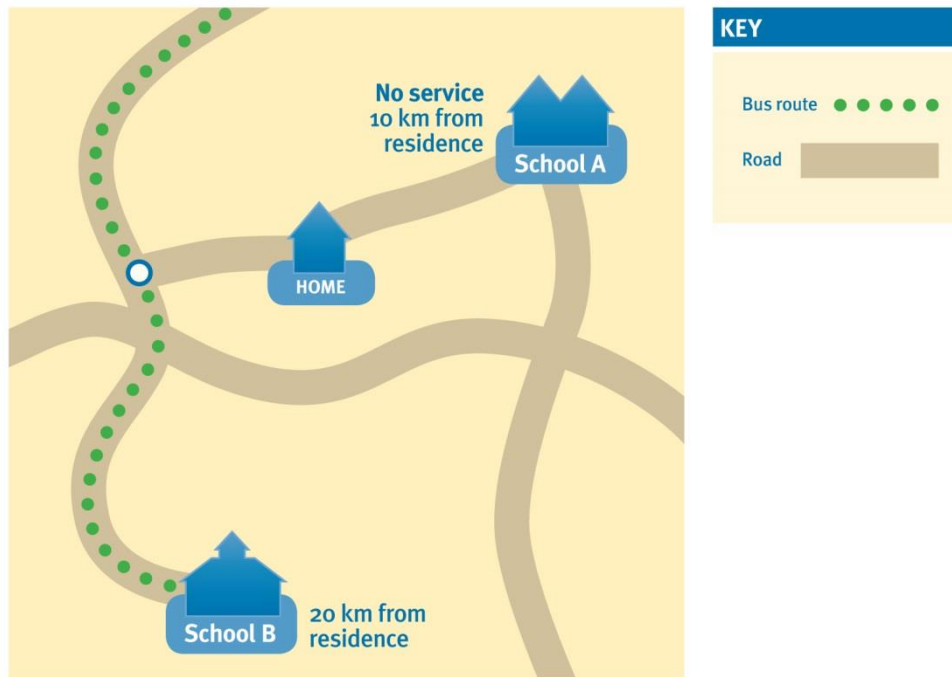 No service
10 km from
residence
School A
HOME
School B
20 km from
residence
KEY
Bus route
Road